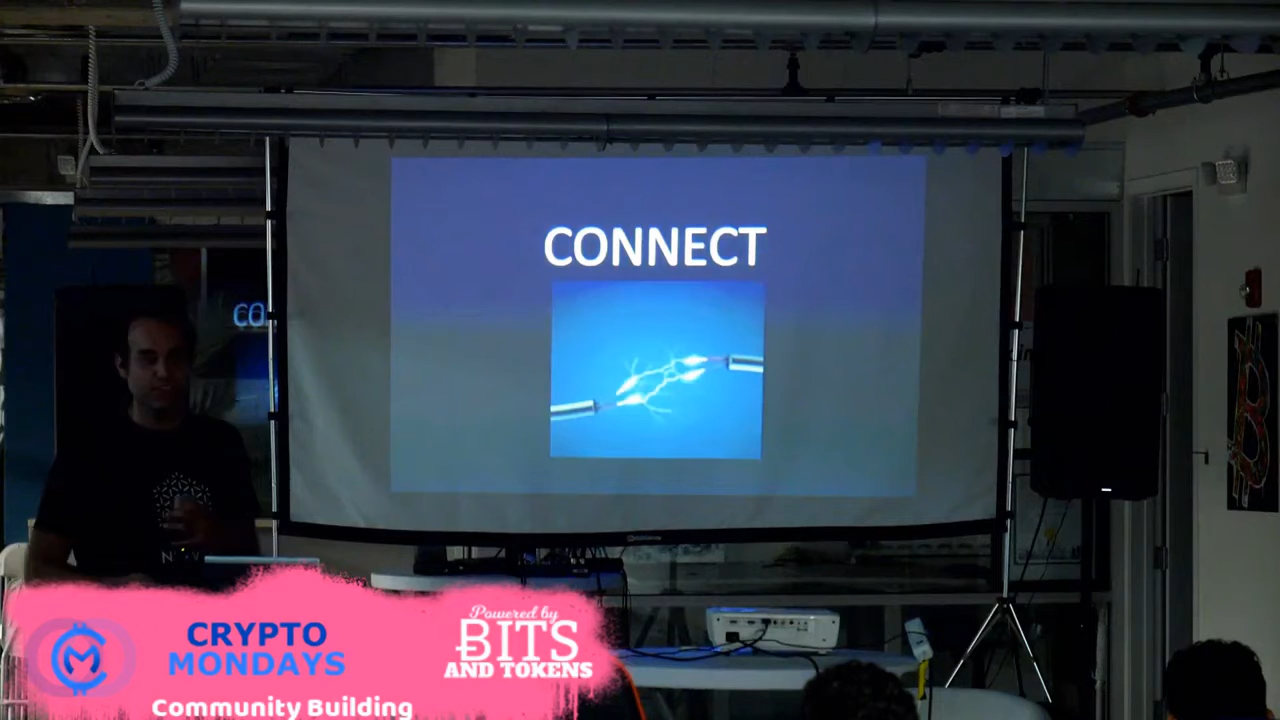 CONNECT
CRYPTO
MONDAYS
Powered by
BITS
AND TOKENS
Community Building